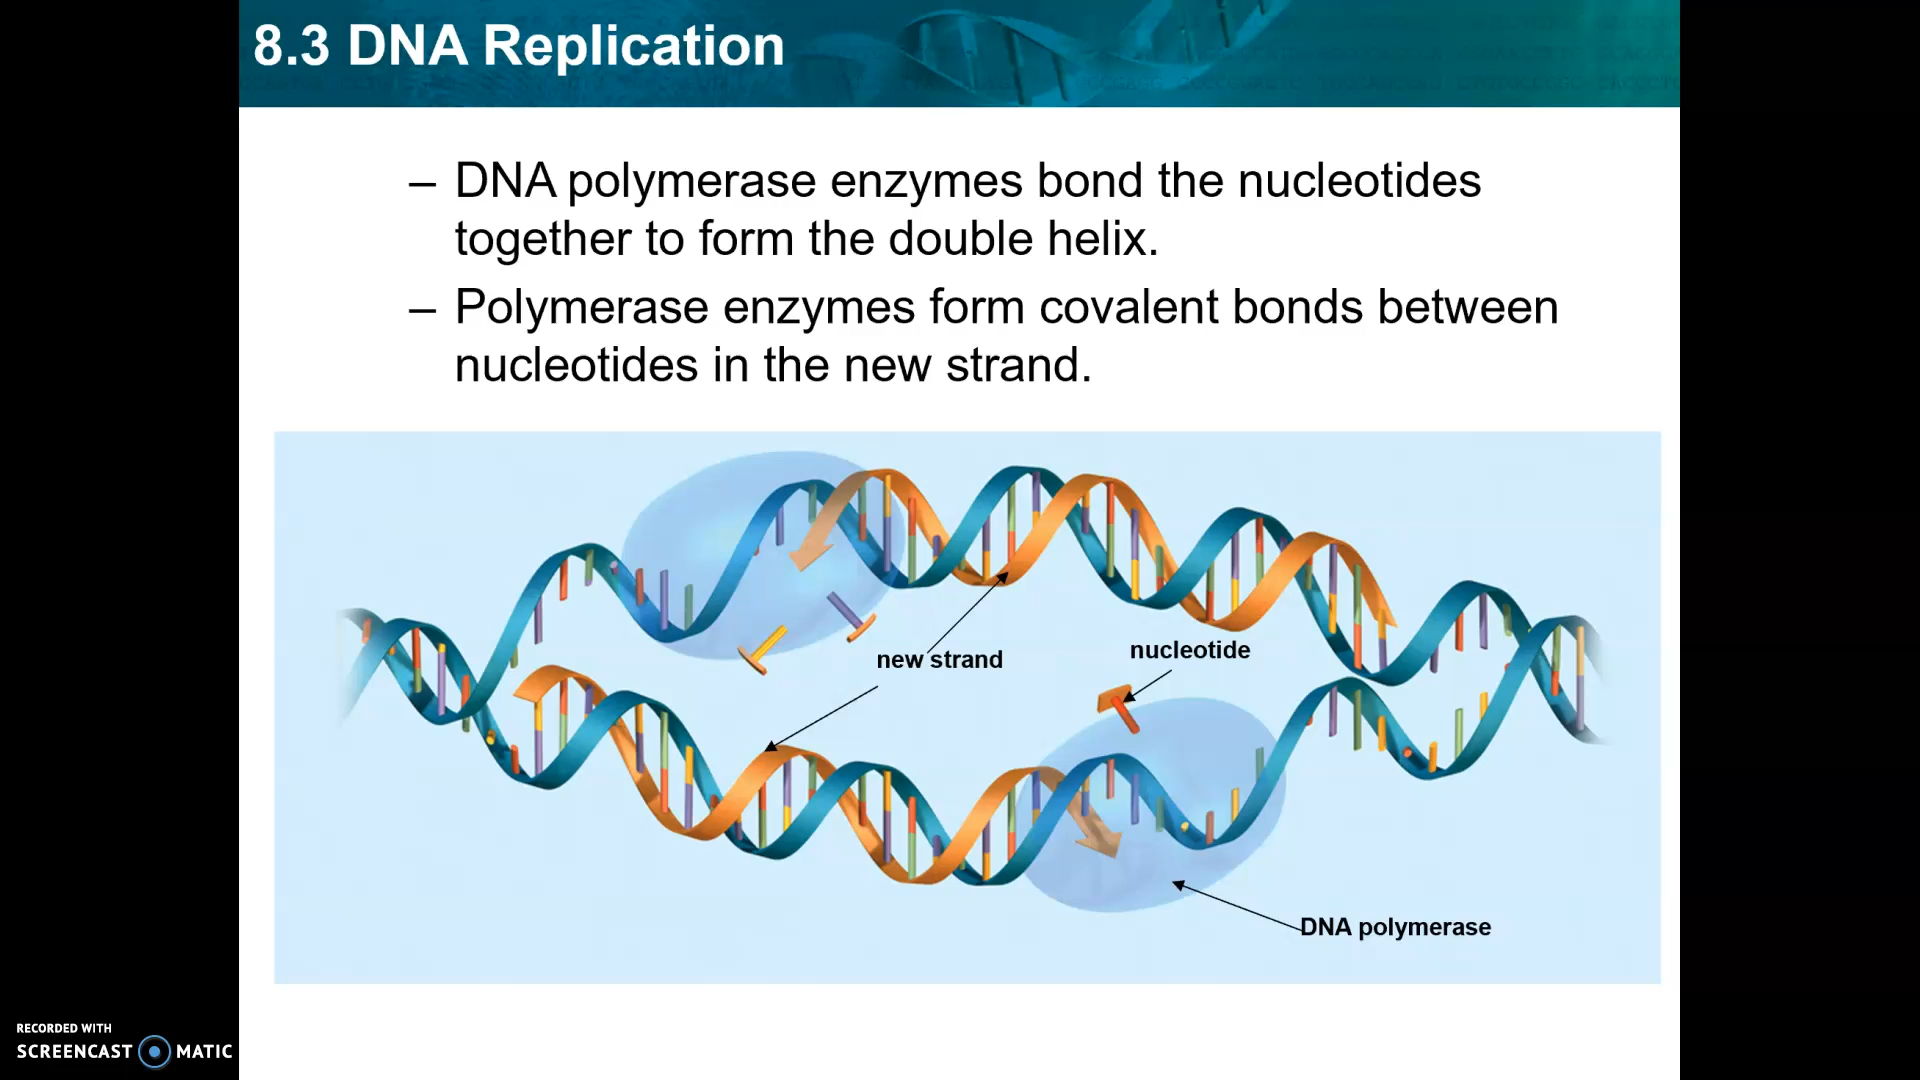 8.3 DNA Replication
– DNA polymerase enzymes bond the nucleotides
together to form the double helix.
– Polymerase enzymes form covalent bonds between
nucleotides in the new strand.
new strand
nucleotide
DNA polymerase
RECORDED WITH
SCREENCAST MATIC